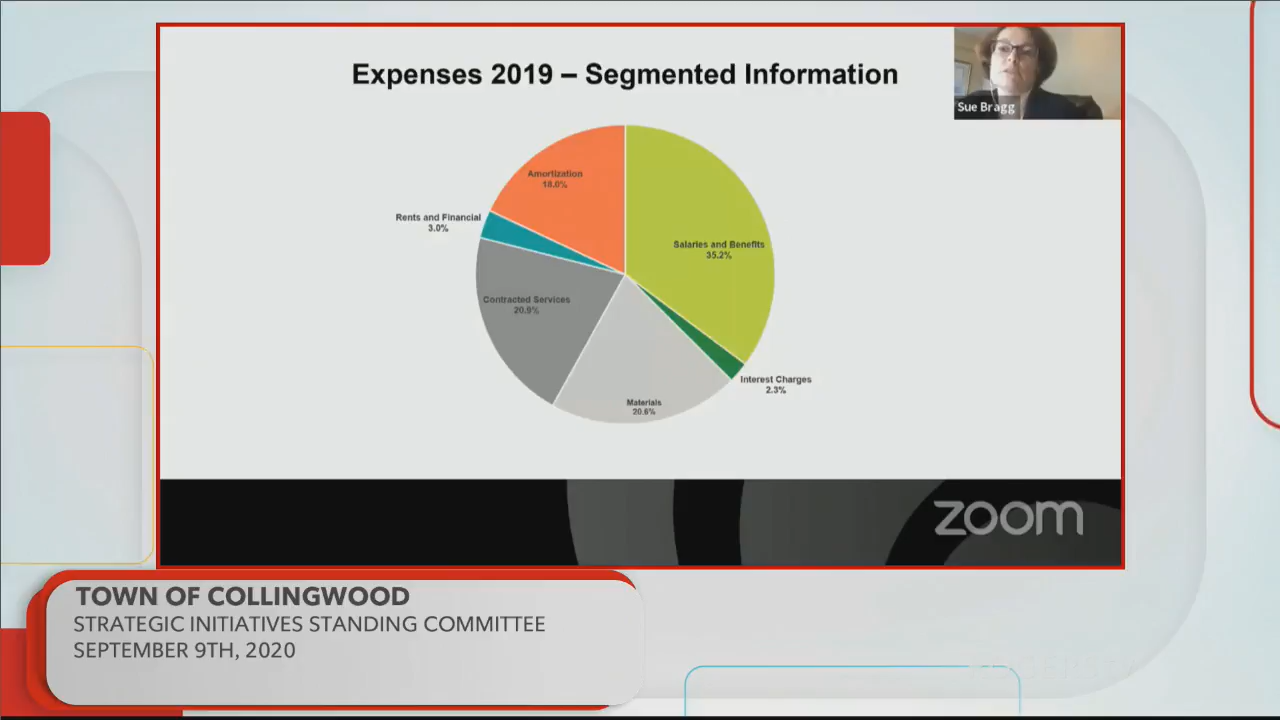 Expenses 2019 – Segmented Information
Sue Bragg
Amortization
18.0%
Rents and Financial
3.0%
Salaries and Benefits
35.2%
Contracted Services
20.9%
Interest Charges
2.3%
Materials
20.6%
zoom
TOWN OF COLLINGWOOD
STRATEGIC INITIATIVES STANDING COMMITTEE
SEPTEMBER 9TH, 2020